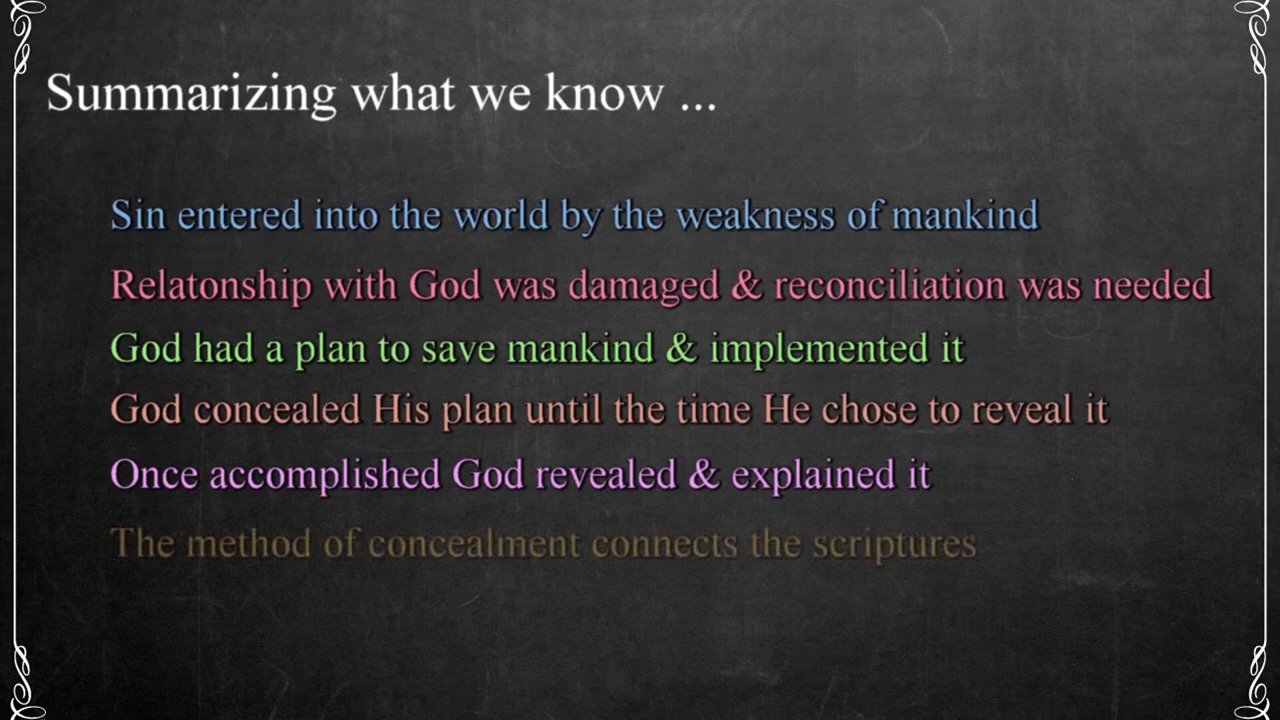 Summarizing what we know ...
Sin entered into the world by the weakness of mankind
Relatonship with God was damaged & reconciliation was needed
God had a plan to save mankind & implemented it
God concealed His plan until the time He chose to reveal it
Once accomplished God revealed & explained it
The method of concealment connects the scriptures